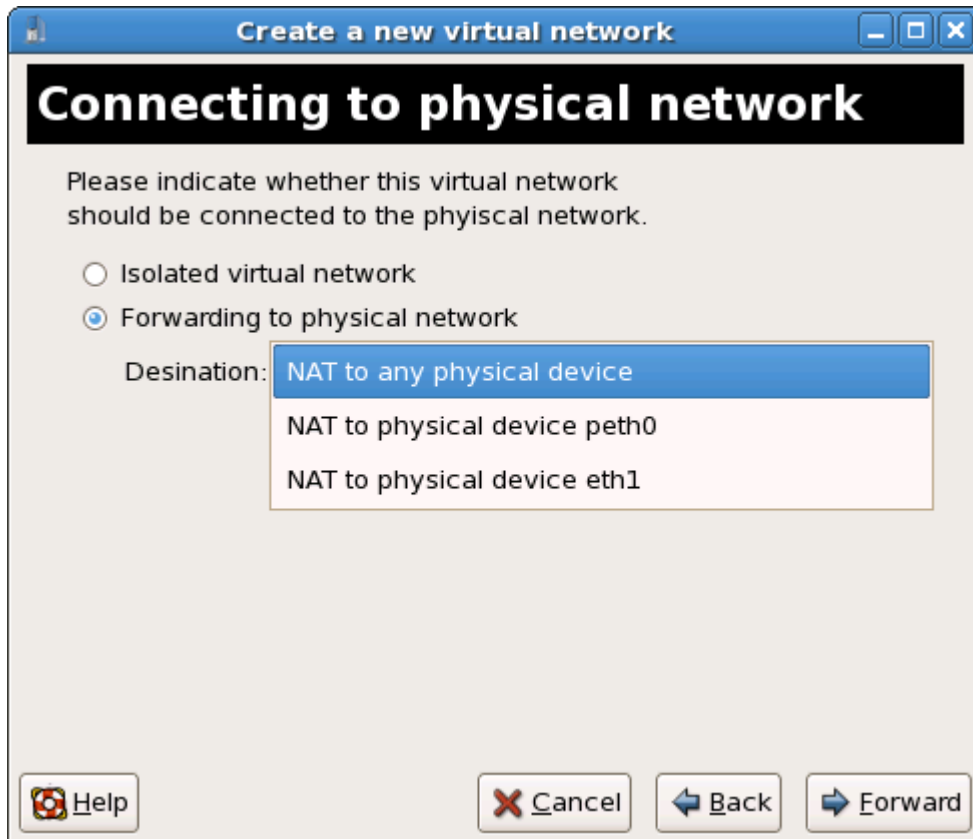 Create a new virtual network
Connecting to physical network
Please indicate whether this virtual network
should be connected to the phyiscal network.
Isolated virtual network
Forwarding to physical network
Desination: NAT to any physical device
NAT to physical device peth0
NAT to physical device eth1
Help Cancel Back Forward